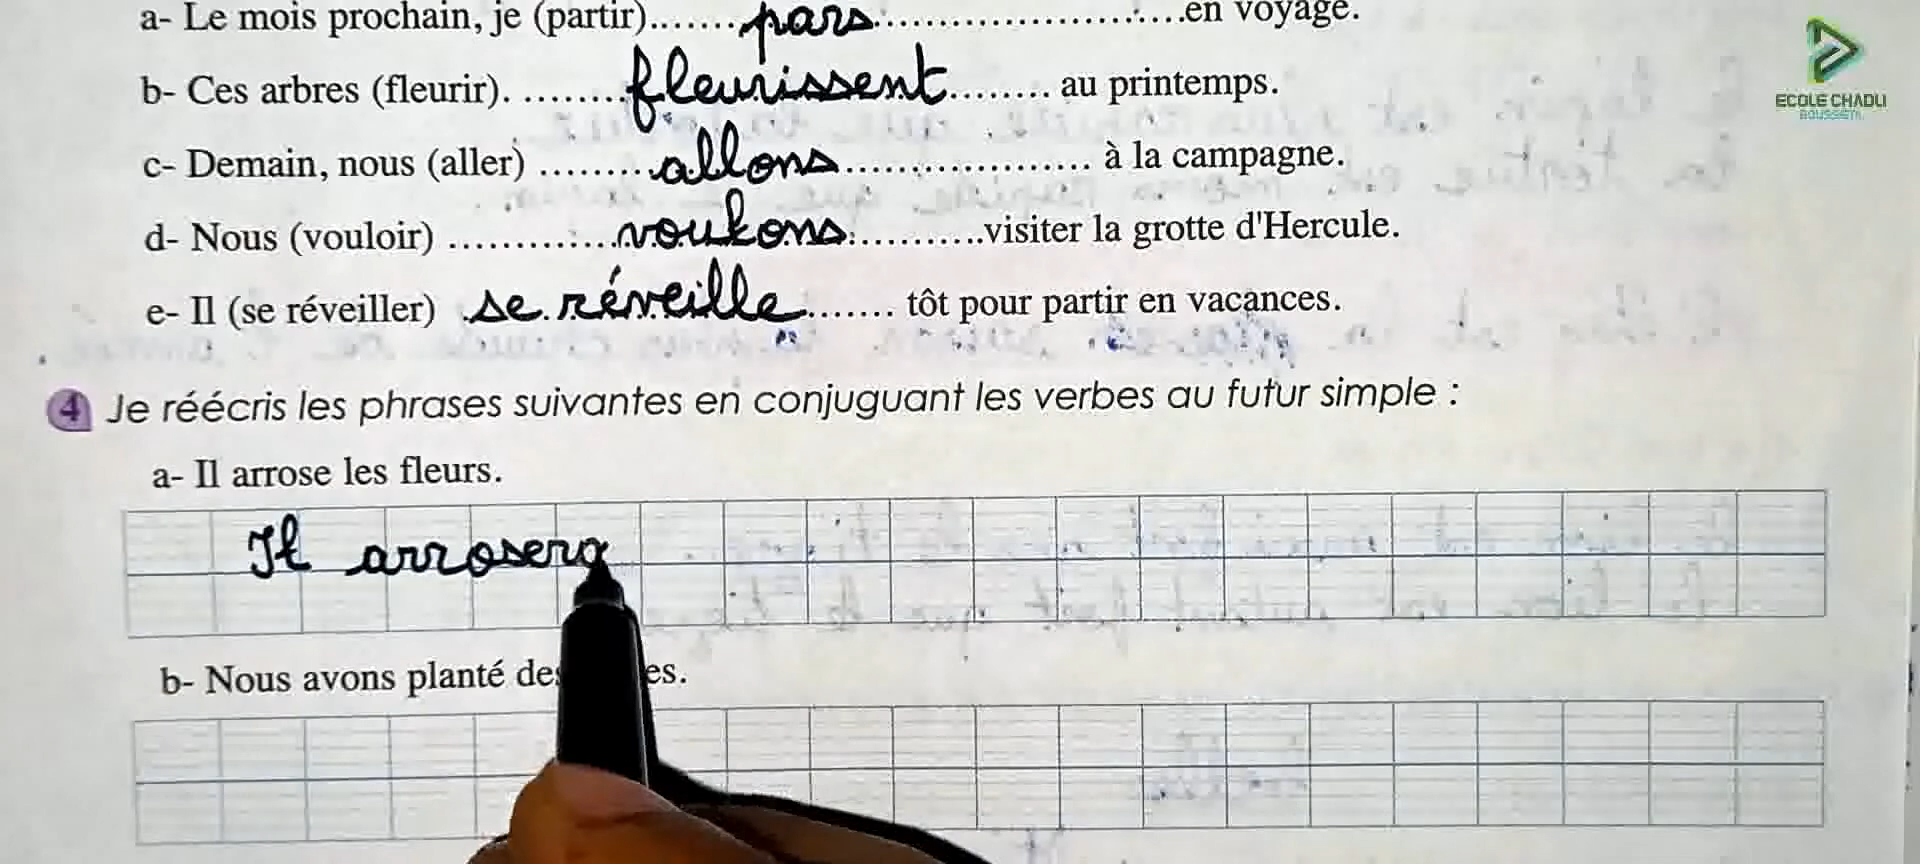 a- Le mois prochain, je (partir)...... pars ........................en voyage.
b- Ces arbres (fleurir). ....... fleurissent ........ au printemps.
c- Demain, nous (aller) ........ allons .................. à la campagne.
d- Nous (vouloir) ............ voulons ..........visiter la grotte d'Hercule.
e- Il (se réveiller) se réveille ....... tôt pour partir en vacances.
4 Je réécris les phrases suivantes en conjuguant les verbes au futur simple :
a- Il arrose les fleurs.
Il arrosera
b- Nous avons planté es.
ECOLE CHADLI
BOUSSETA